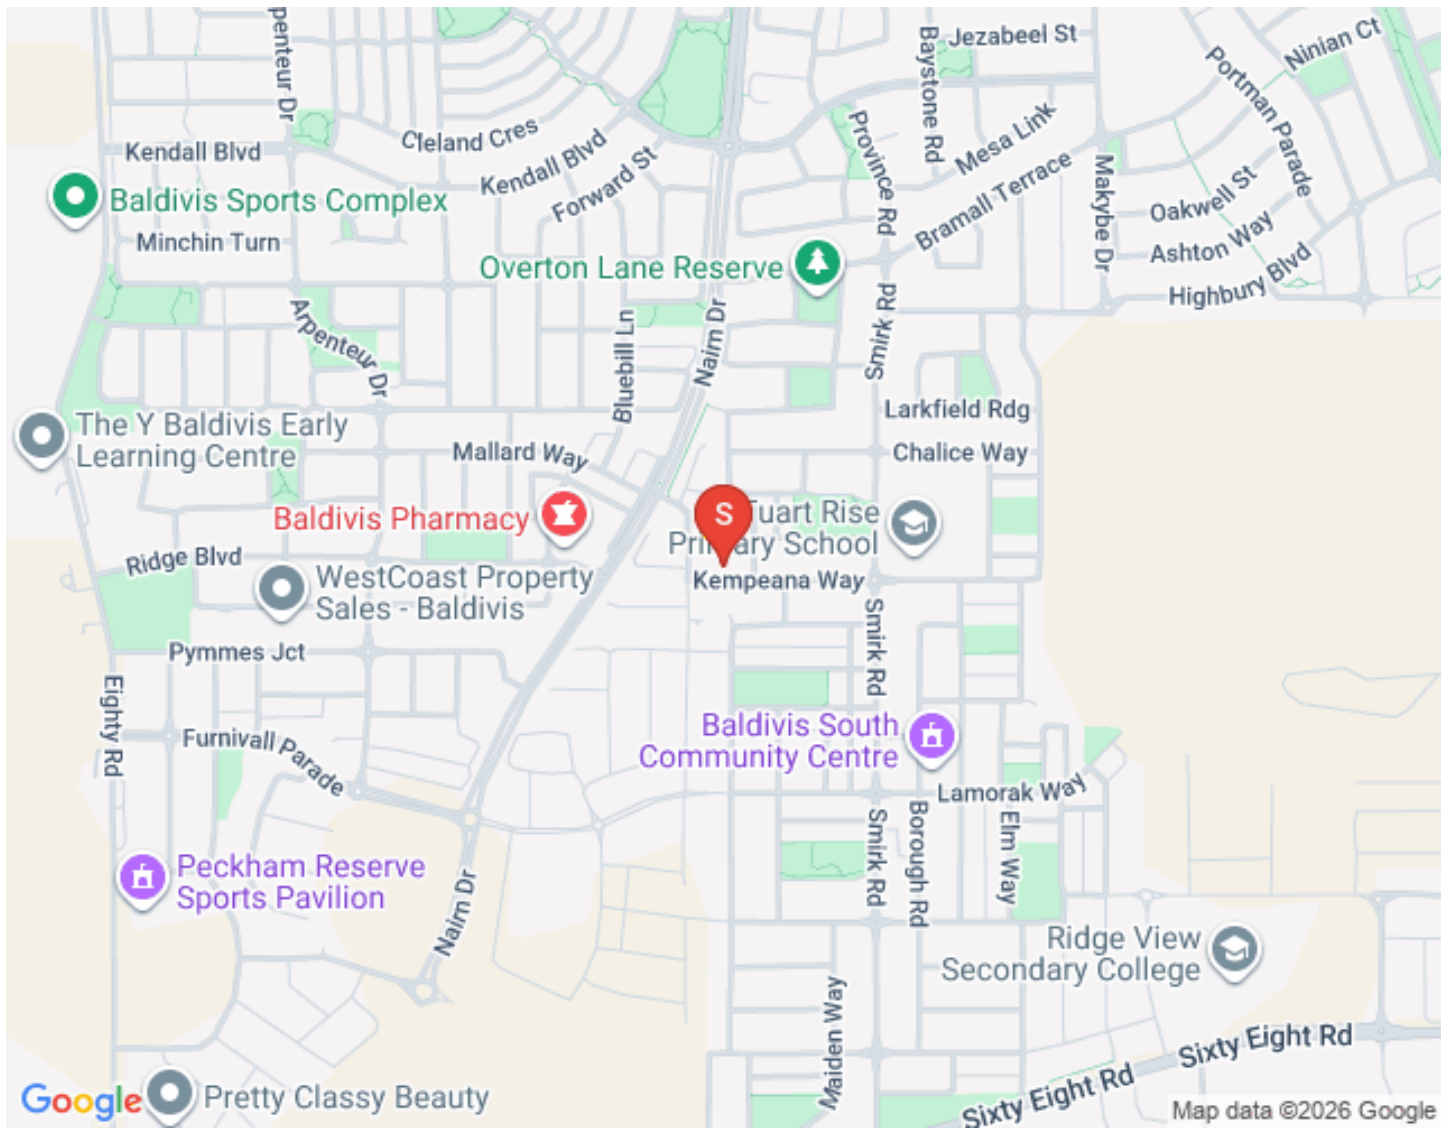 penteur Dr
Baystone Rd
Jezabeel St
Ninian Ct
Portman Parade
Cleland Cres
Kendall Blvd
Kendall Blvd
Forward St
Province Rd
Mesa Link
Bramall Terrace
Makybe Dr
Oakwell St
Ashton Way
Highbury Blvd
Baldivis Sports Complex
Minchin Turn
Overton Lane Reserve
Arpenteur Dr
Bluebill Ln
Nairn Dr
Smirk Rd
Larkfield Rdg
Chalice Way
The Y Baldivis Early
Learning Centre
Mallard Way
Baldivis Pharmacy
S
Tuart Rise
Primary School
Kempeana Way
Ridge Blvd
WestCoast Property
Sales - Baldivis
Pymmes Jct
Smirk Rd
Eighty Rd
Furnivall Parade
Baldivis South
Community Centre
Lamorak Way
Smirk Rd
Borough Rd
Elm Way
Peckham Reserve
Sports Pavilion
Nairn Dr
Ridge View
Secondary College
Maiden Way
Sixty Eight Rd
Sixty Eight Rd
Google
Pretty Classy Beauty
Map data ©2026 Google